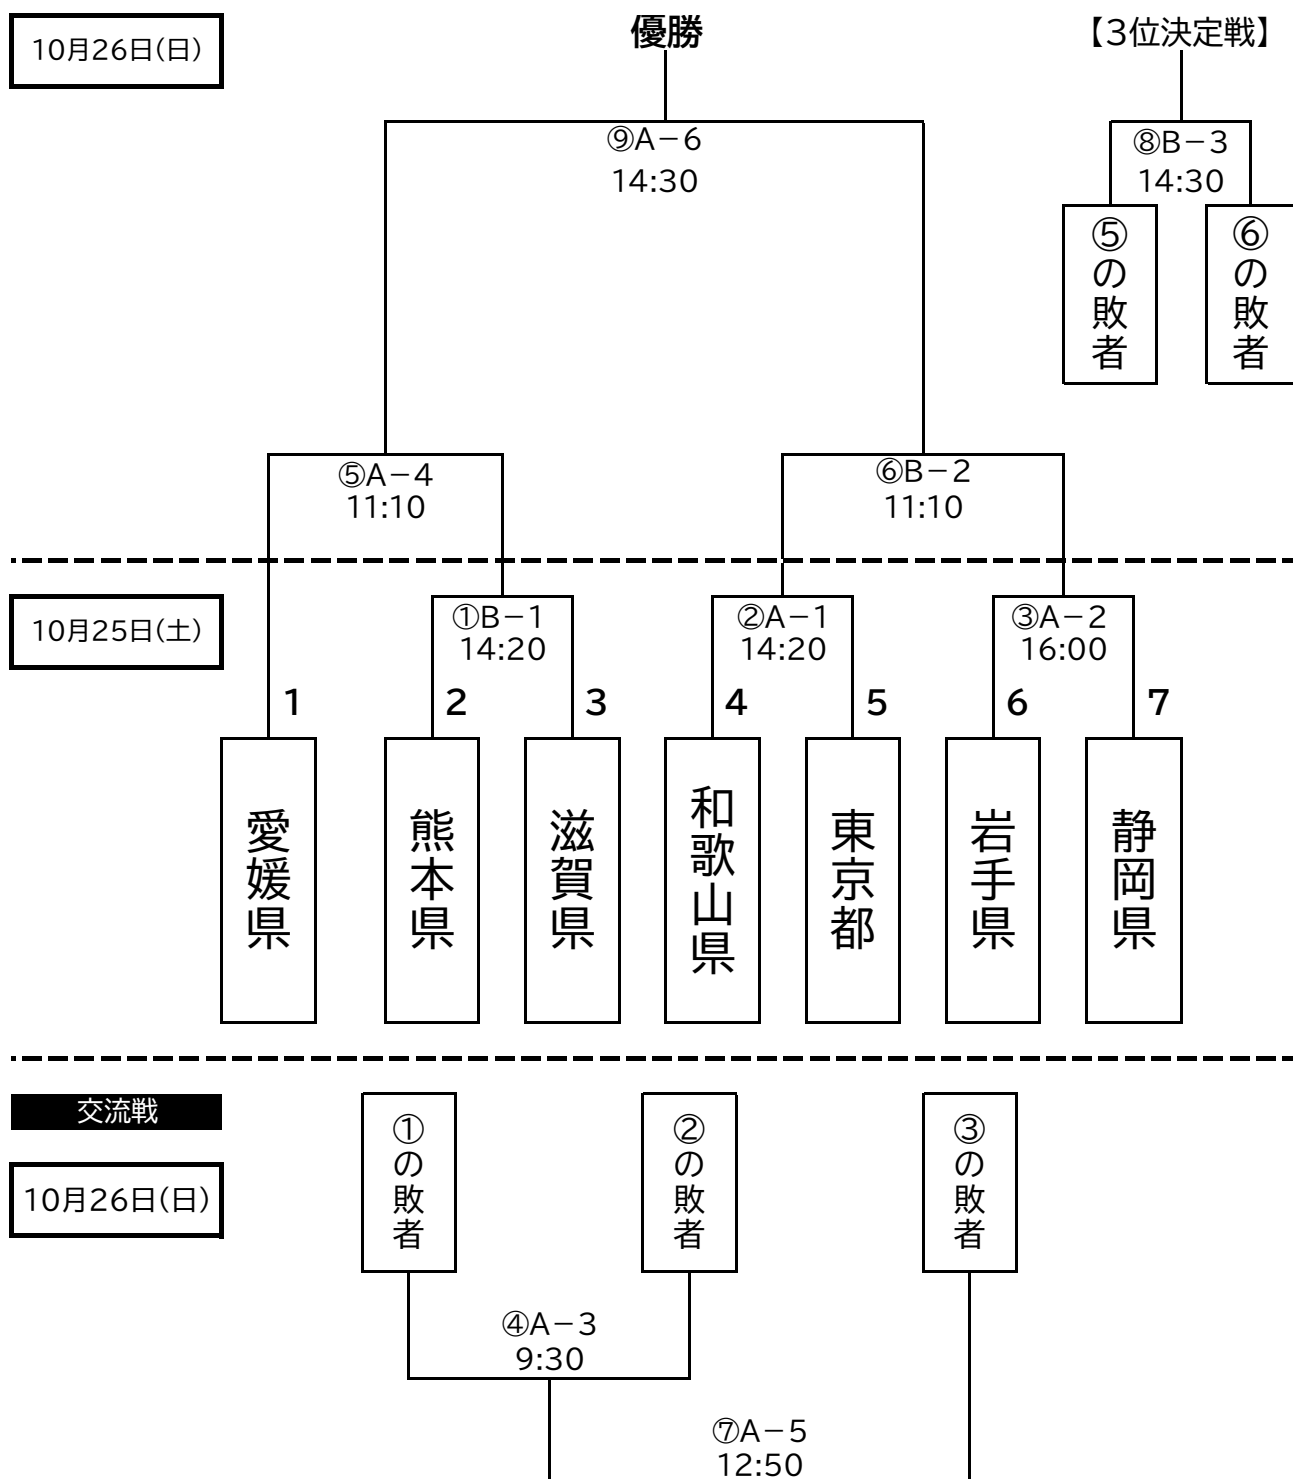 10月26日(日)
優勝
【3位決定戦】
⑨A－6
14:30
⑧B－3
14:30
⑤の敗者
⑥の敗者
⑤A－4
11:10
⑥B－2
11:10
10月25日(土)
①B－1
14:20
②A－1
14:20
③A－2
16:00
1
2
3
4
5
6
7
愛媛県
熊本県
滋賀県
和歌山県
東京都
岩手県
静岡県
交流戦
10月26日(日)
①の敗者
②の敗者
③の敗者
④A－3
9:30
⑦A－5
12:50